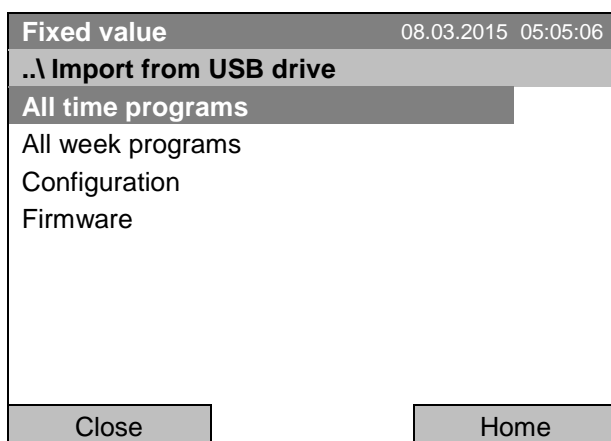 Fixed value 08.03.2015 05:05:06
..\ Import from USB drive
All time programs
All week programs
Configuration
Firmware
Close Home